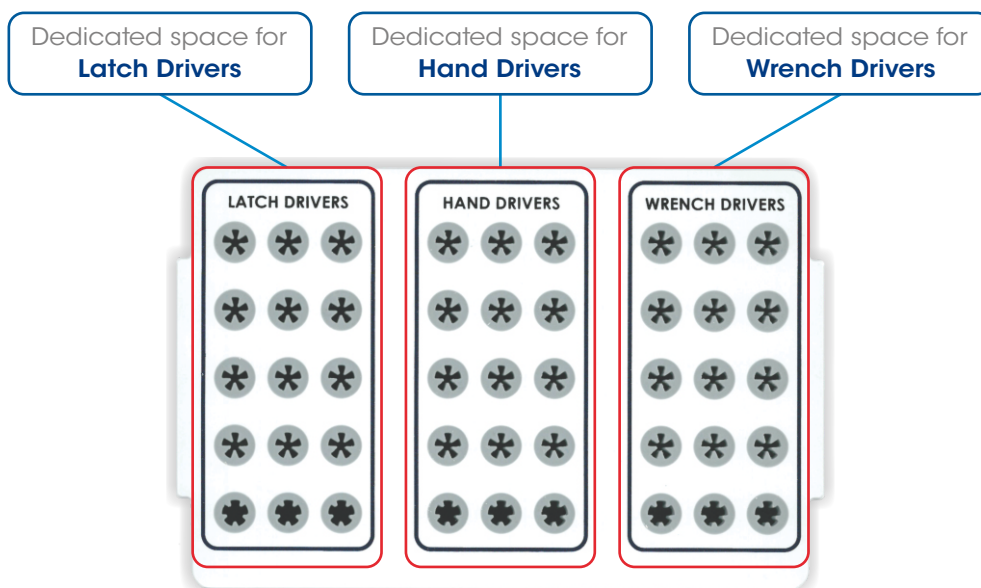 Dedicated space for
Latch Drivers
Dedicated space for
Hand Drivers
Dedicated space for
Wrench Drivers
LATCH DRIVERS
HAND DRIVERS
WRENCH DRIVERS